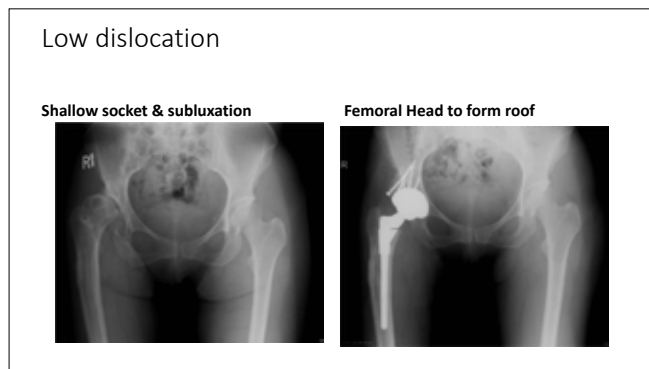 Low dislocation
Shallow socket & subluxation
Femoral Head to form roof
R